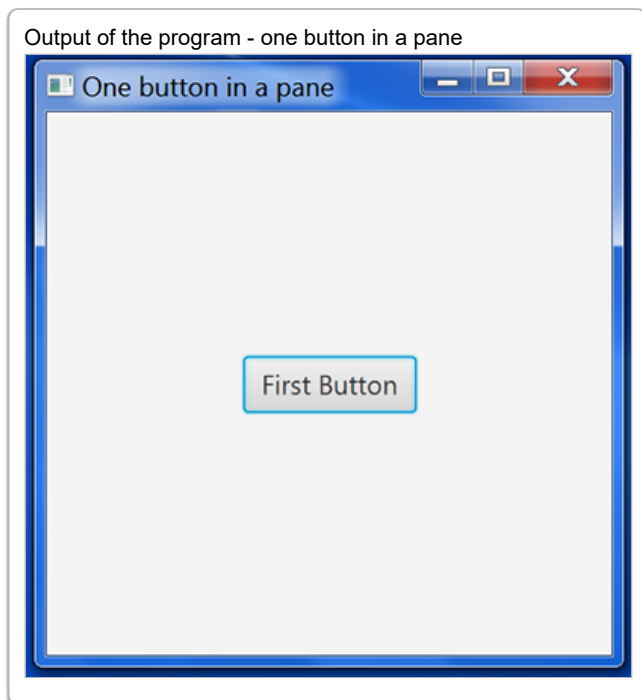 Output of the program - one button in a pane
One button in a pane
First Button